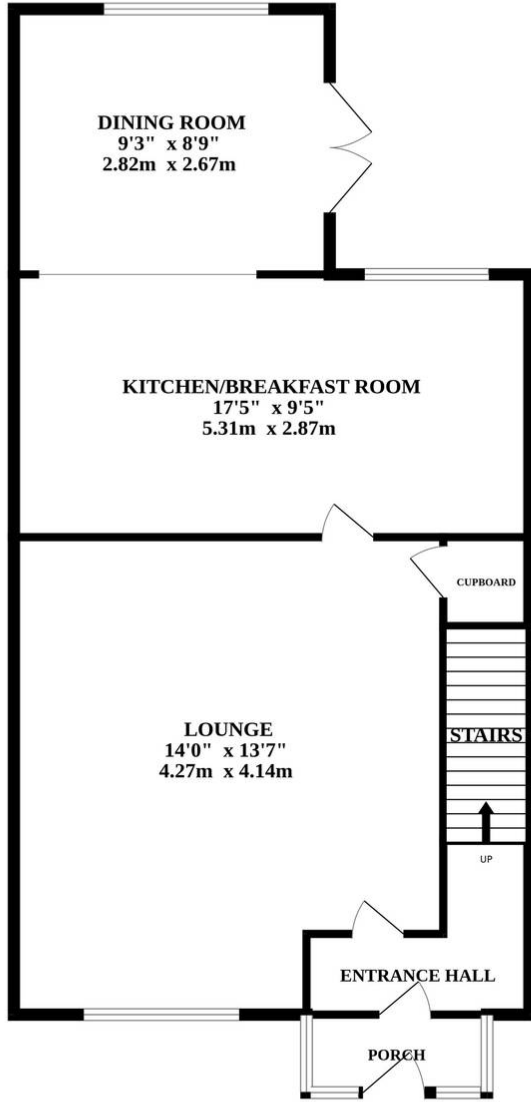 DINING ROOM
9'3" x 8'9"
2.82m x 2.67m
KITCHEN/BREAKFAST ROOM
17'5" x 9'5"
5.31m x 2.87m
CUPBOARD
LOUNGE
14'0" x 13'7"
4.27m x 4.14m
STAIRS
UP
ENTRANCE HALL
PORCH